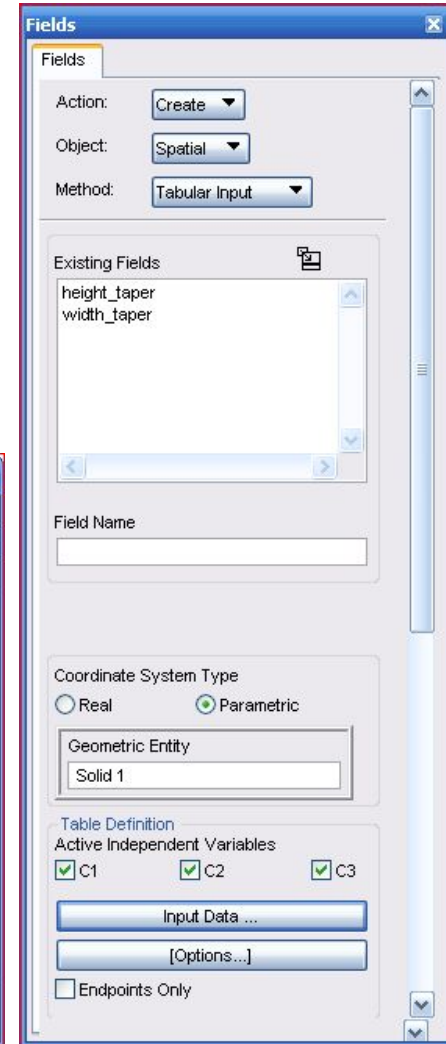 Fields
Fields
Action: Create
Object: Spatial
Method: Tabular Input
Existing Fields
height_taper
width_taper
Field Name
Coordinate System Type
Real Parametric
Geometric Entity
Solid 1
Table Definition
Active Independent Variables
C1 C2 C3
Input Data ...
[Options...]
Endpoints Only